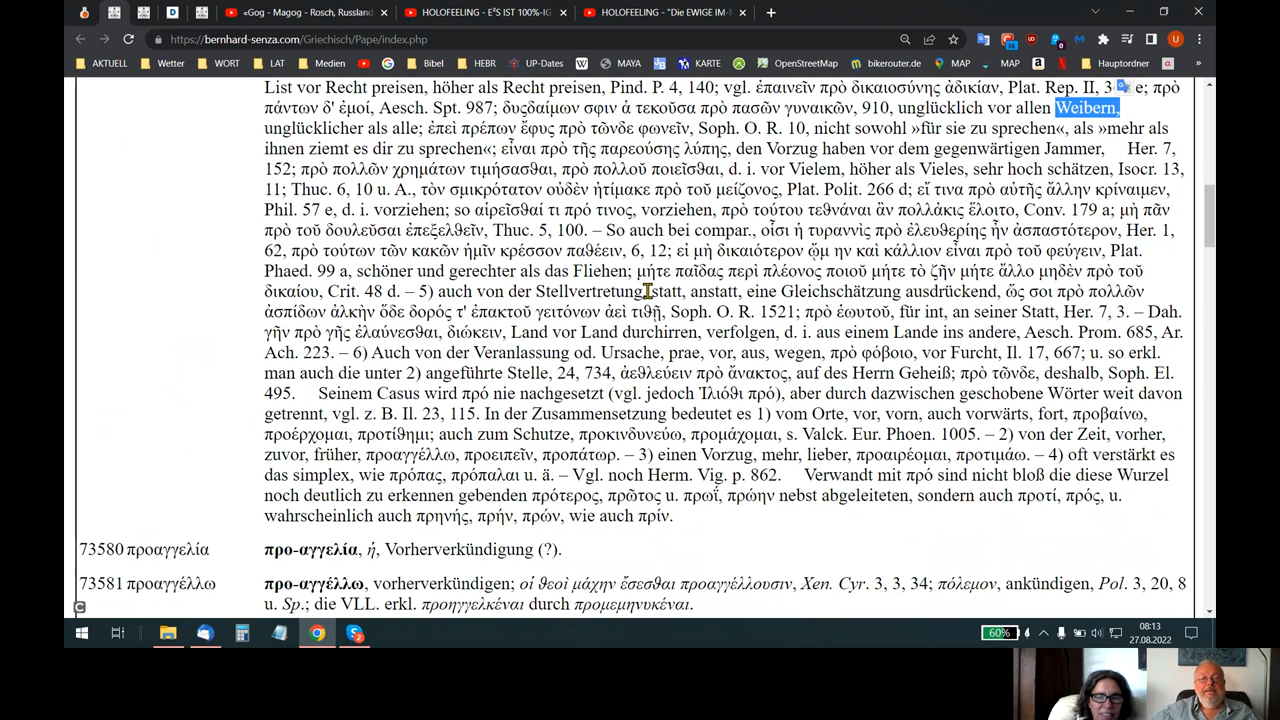 «Gog - Magog - Rosch, Russland
HOLOFEELING - E²S IST 100%-IG
HOLOFEELING - "Die EWIGE IM-
https://bernhard-senza.com/Griechisch/Pape/index.php
AKTUELL Wetter WORT LAT Medien Bibel HEBR UP-Dates MAYA KARTE OpenStreetMap bikerouter.de MAP MAP Hauptordner
List vor Recht preisen, höher als Recht preisen, Pind. P. 4, 140; vgl. ἐπαινεῖν πρὸ δικαιοσύνης ἀδικίαν, Plat. Rep. II, 3 e; πρὸ
πάντων δ' ἐμοί, Aesch. Spt. 987; δυςδαίμων σφιν ἁ τεκοῦσα πρὸ πασῶν γυναικῶν, 910, unglücklich vor allen Weibern,
unglücklicher als alle; ἐπεὶ πρέπων ἔφυς πρὸ τῶνδε φωνεῖν, Soph. O. R. 10, nicht sowohl »für sie zu sprechen«, als »mehr als
ihnen ziemt es dir zu sprechen«; εἶναι πρὸ τῆς παρεούσης λύπης, den Vorzug haben vor dem gegenwärtigen Jammer, Her. 7,
152; πρὸ πολλῶν χρημάτων τιμήσασθαι, πρὸ πολλοῦ ποιεῖσθαι, d. i. vor Vielem, höher als Vieles, sehr hoch schätzen, Isocr. 13,
11; Thuc. 6, 10 u. A., τὸν σμικρότατον οὐδὲν ἠτίμακε πρὸ τοῦ μείζονος, Plat. Polit. 266 d; εἴ τινα πρὸ αὐτῆς ἄλλην κρίναιμεν,
Phil. 57 e, d. i. vorziehen; so αἱρεῖσθαί τι πρό τινος, vorziehen, πρὸ τούτου τεθνάναι ἂν πολλάκις ἕλοιτο, Conv. 179 a; μὴ πᾶν
πρὸ τοῦ δουλεῦσαι ἐπεξελθεῖν, Thuc. 5, 100. – So auch bei compar., οἷσι ἡ τυραννὶς πρὸ ἐλευθερίης ἦν ἀσπαστότερον, Her. 1,
62, πρὸ τούτων τῶν κακῶν ἡμῖν κρέσσον παθέειν, 6, 12; εἰ μὴ δικαιότερον ᾤμ ην καὶ κάλλιον εἶναι πρὸ τοῦ φεύγειν, Plat.
Phaed. 99 a, schöner und gerechter als das Fliehen; μήτε παῖδας περὶ πλέονος ποιοῦ μήτε τὸ ζῆν μήτε ἄλλο μηδὲν πρὸ τοῦ
δικαίου, Crit. 48 d. – 5) auch von der Stellvertretung, statt, anstatt, eine Gleichschätzung ausdrückend, ὅς σοι πρὸ πολλῶν
ἀσπίδων ἀλκὴν ὅδε δορός τ' ἐπακτοῦ γειτόνων ἀεὶ τιθῇ, Soph. O. R. 1521; πρὸ ἑωυτοῦ, für int, an seiner Statt, Her. 7, 3. – Dah.
γῆν πρὸ γῆς ἐλαύνεσθαι, διώκειν, Land vor Land durchirren, verfolgen, d. i. aus einem Lande ins andere, Aesch. Prom. 685, Ar.
Ach. 223. – 6) Auch von der Veranlassung od. Ursache, prae, vor, aus, wegen, πρὸ φόβοιο, vor Furcht, Il. 17, 667; u. so erkl.
man auch die unter 2) angeführte Stelle, 24, 734, ἀεθλεύειν πρὸ ἄνακτος, auf des Herrn Geheiß; πρὸ τῶνδε, deshalb, Soph. El.
495. Seinem Casus wird πρό nie nachgesetzt (vgl. jedoch Ἰλιόθι πρό), aber durch dazwischen geschobene Wörter weit davon
getrennt, vgl. z. B. Il. 23, 115. In der Zusammensetzung bedeutet es 1) vom Orte, vor, vorn, auch vorwärts, fort, προβαίνω,
προέρχομαι, προτίθημι; auch zum Schutze, προκινδυνεύω, προμάχομαι, s. Valck. Eur. Phoen. 1005. – 2) von der Zeit, vorher,
zuvor, früher, προαγγέλλω, προειπεῖν, προπάτωρ. – 3) einen Vorzug, mehr, lieber, προαιρέομαι, προτιμάω. – 4) oft verstärkt es
das simplex, wie πρόπας, πρόπαλαι u. ä. – Vgl. noch Herm. Vig. p. 862. Verwandt mit πρό sind nicht bloß die diese Wurzel
noch deutlich zu erkennen gebenden πρότερος, πρῶτος u. πρωΐ, πρώην nebst abgeleiteten, sondern auch προτί, πρός, u.
wahrscheinlich auch πρηνής, πρήν, πρών, wie auch πρίν.
73580 προαγγελία προ-αγγελία, ἡ, Vorherverkündigung (?).
73581 προαγγέλλω προ-αγγέλλω, vorherverkündigen; οἱ θεοὶ μάχην ἔσεσθαι προαγγέλλουσιν, Xen. Cyr. 3, 3, 34; πόλεμον, ankündigen, Pol. 3, 20, 8
u. Sp.; die VLL. erkl. προηγγελκέναι durch προμεμηνυκέναι.
60%
08:13
27.08.2022